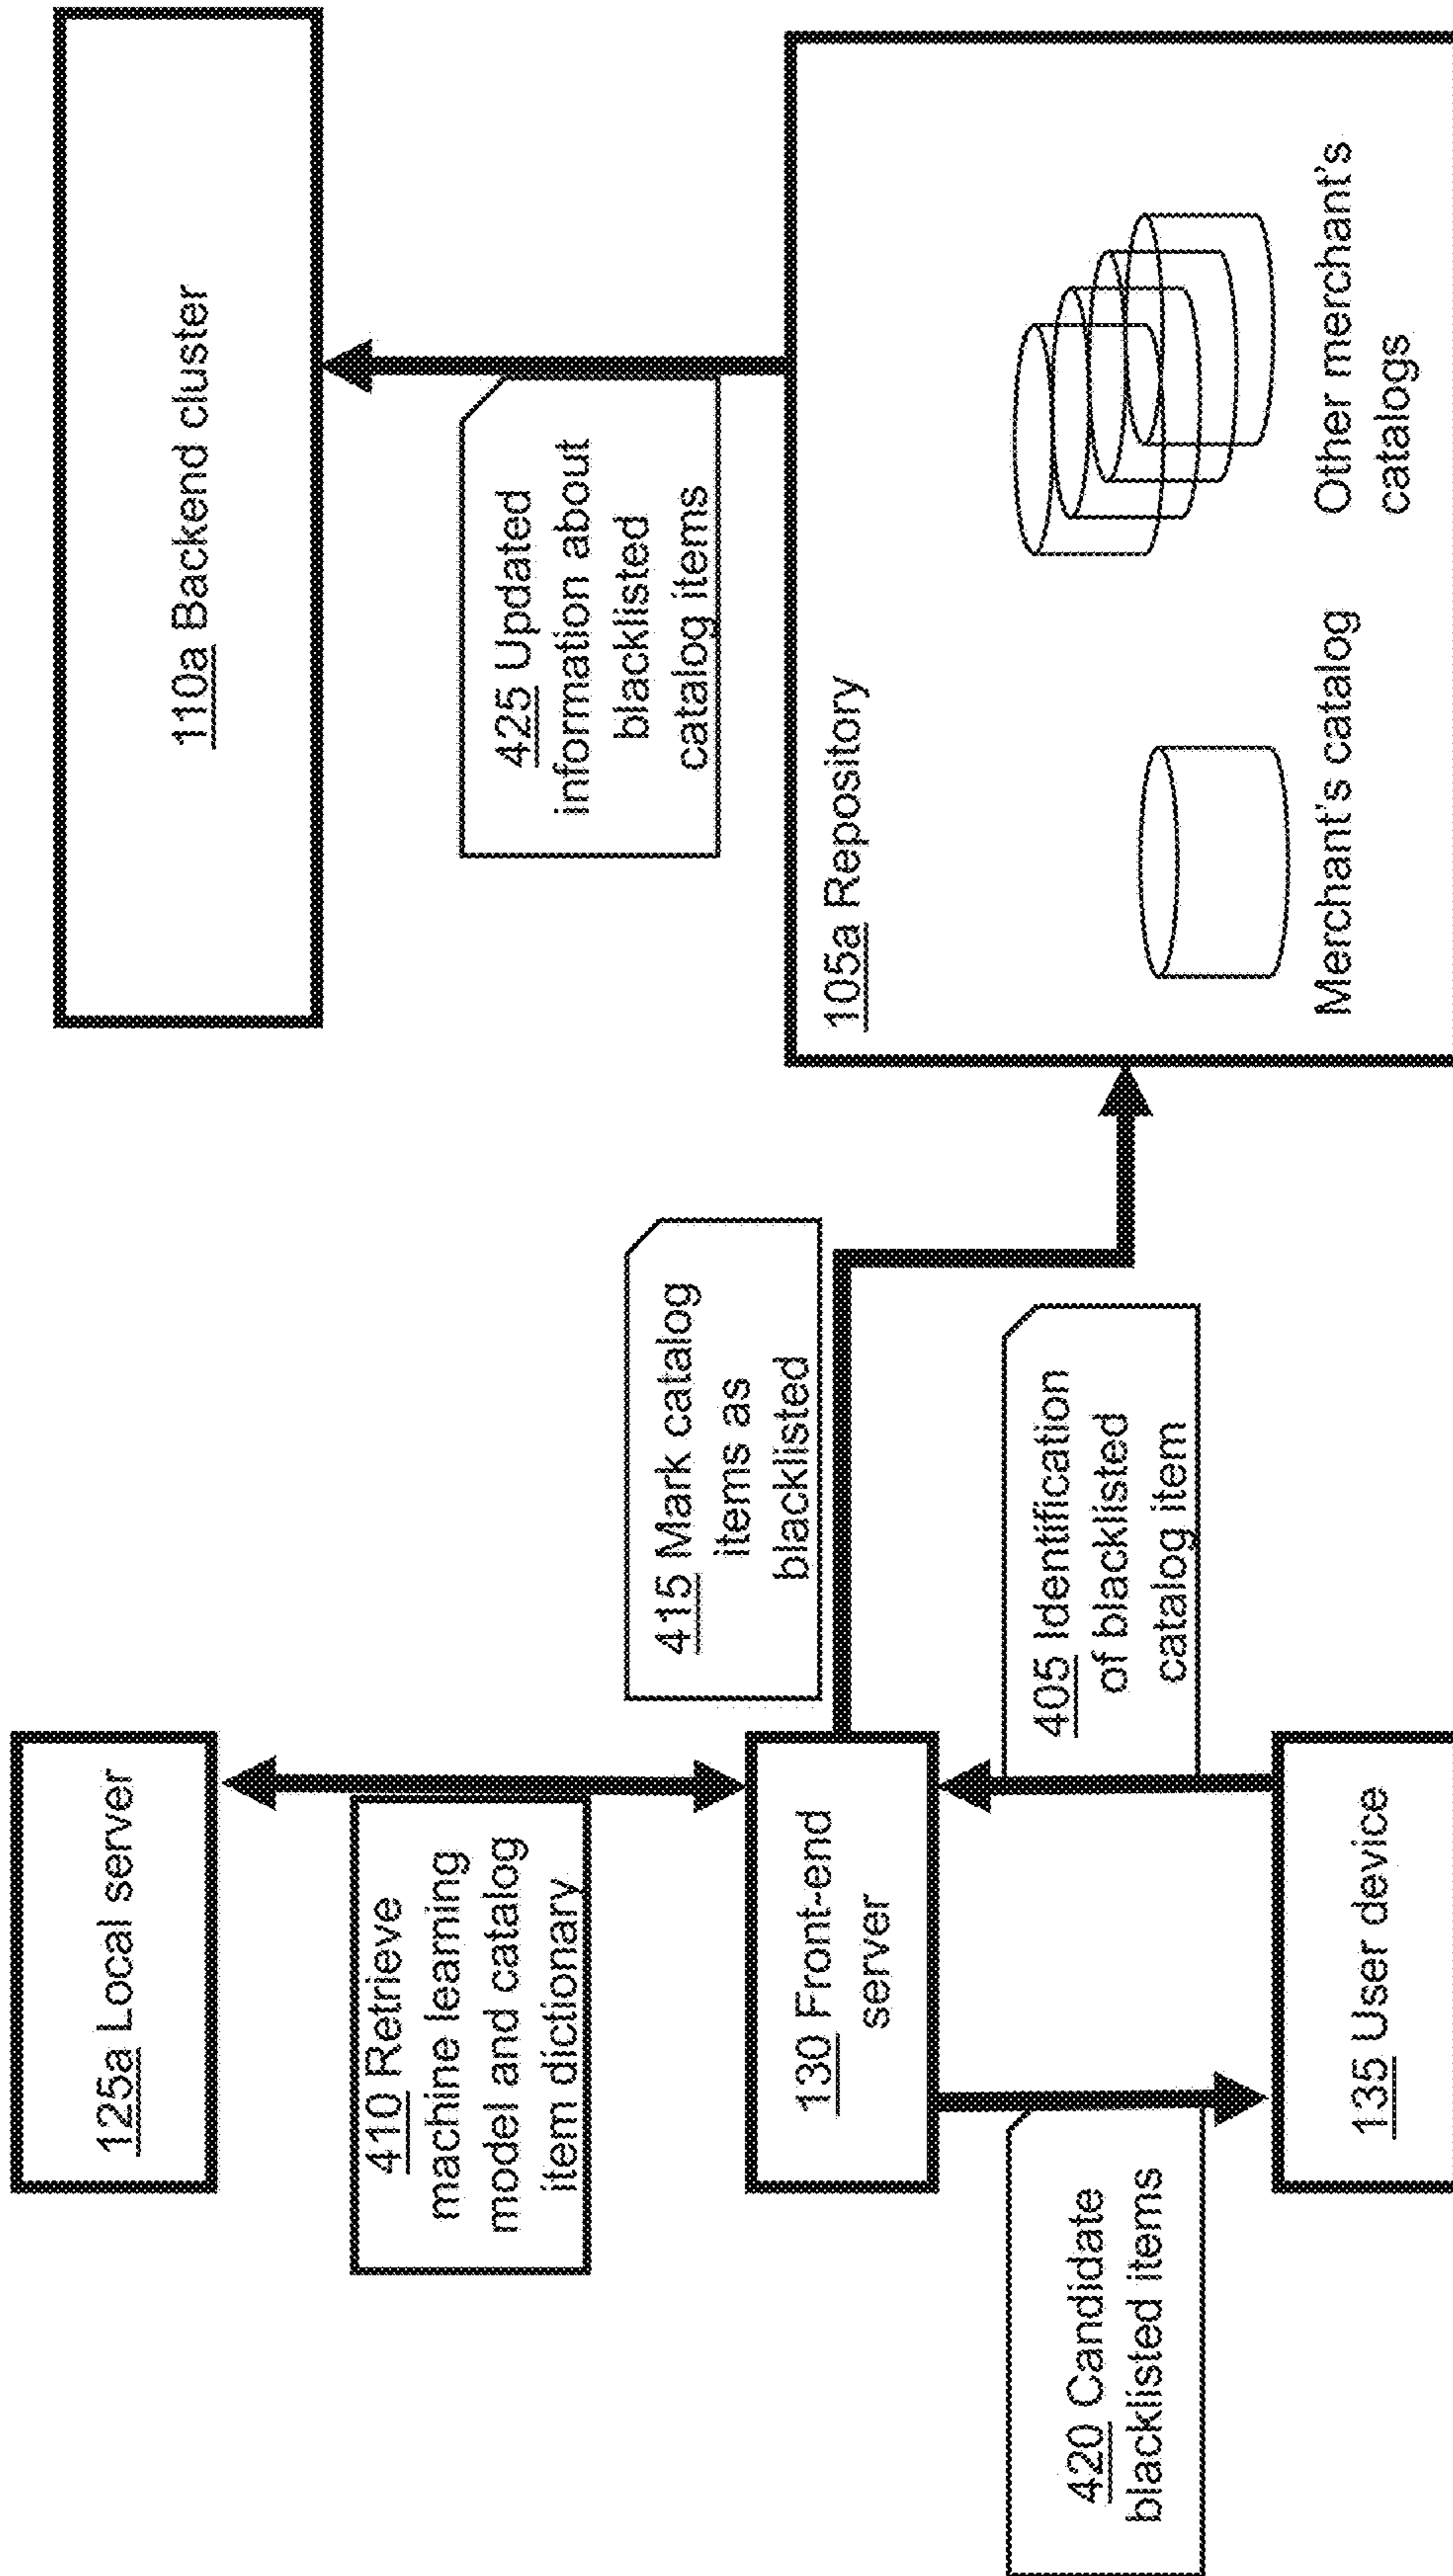 125a Local server
110a Backend cluster
410 Retrieve
machine learning
model and catalog
item dictionary
425 Updated
information about
blacklisted
catalog items
415 Mark catalog
items as
blacklisted
130 Front-end
server
105a Repository
420 Candidate
blacklisted items
405 Identification
of blacklisted
catalog item
135 User device
Merchant's catalog
Other merchant's
catalogs